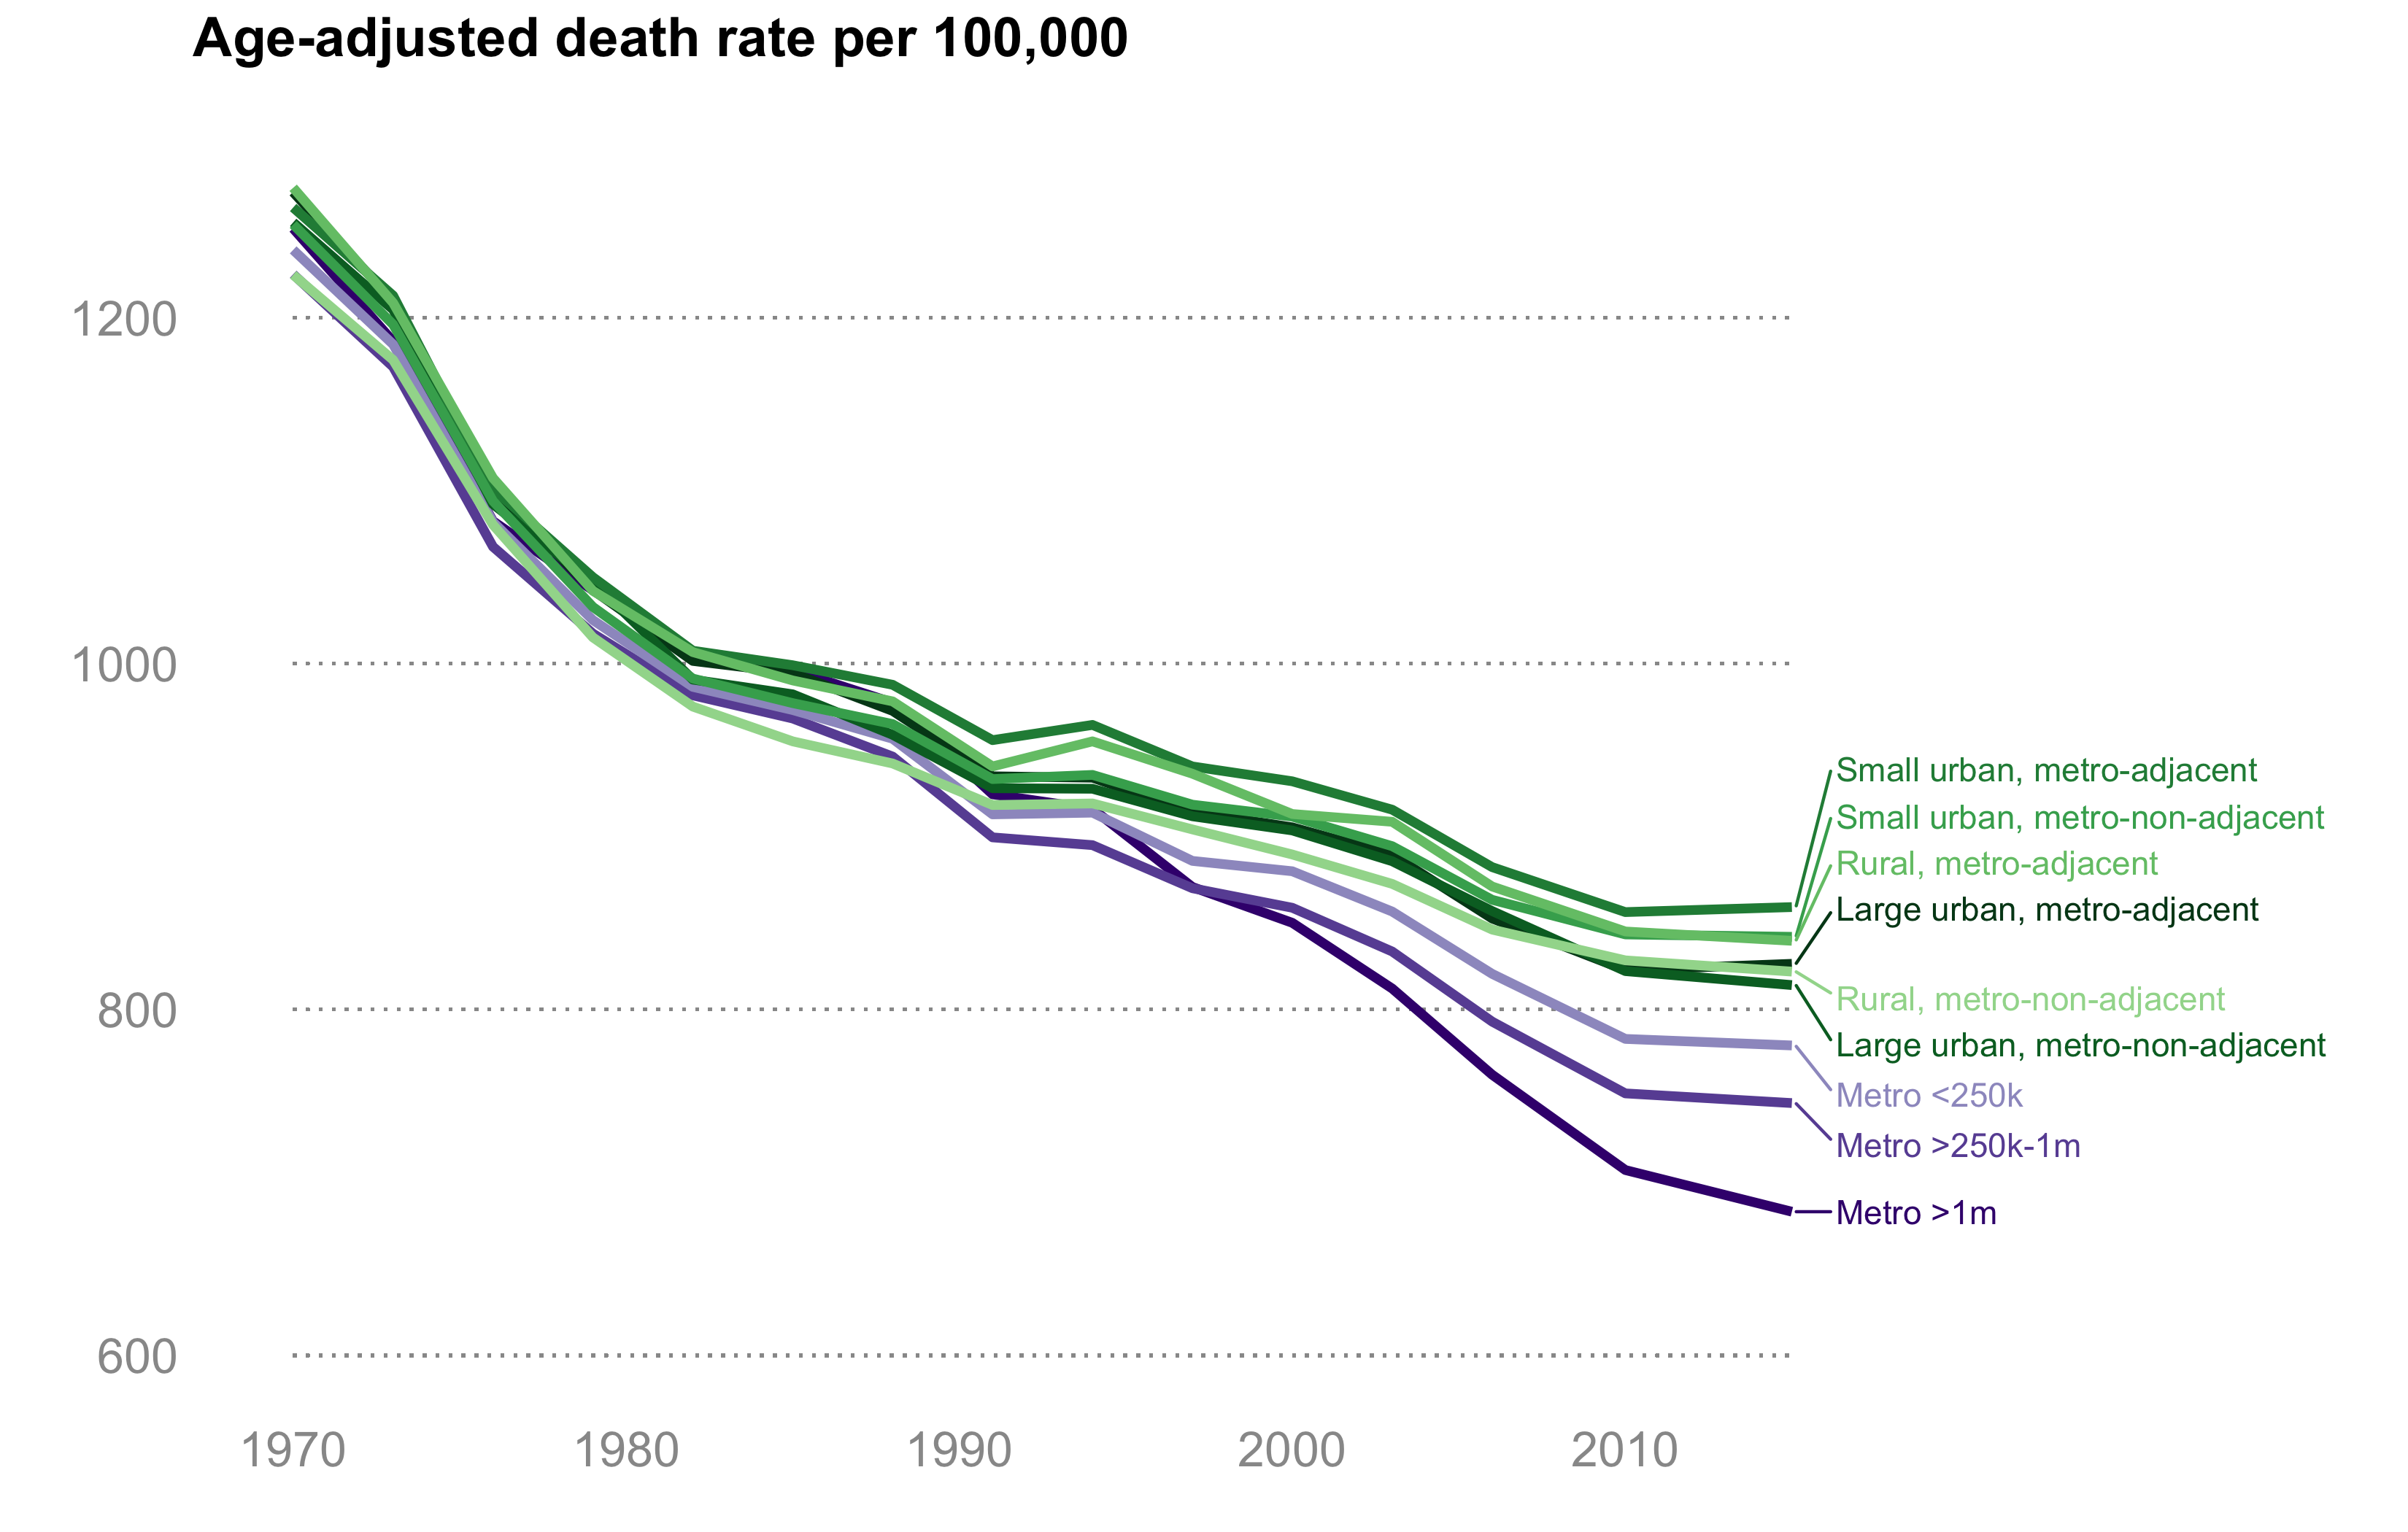 Age-adjusted death rate per 100,000
1200
1000
800
600
1970 1980 1990 2000 2010
Small urban, metro-adjacent
Small urban, metro-non-adjacent
Rural, metro-adjacent
Large urban, metro-adjacent
Rural, metro-non-adjacent
Large urban, metro-non-adjacent
Metro <250k
Metro >250k-1m
Metro >1m